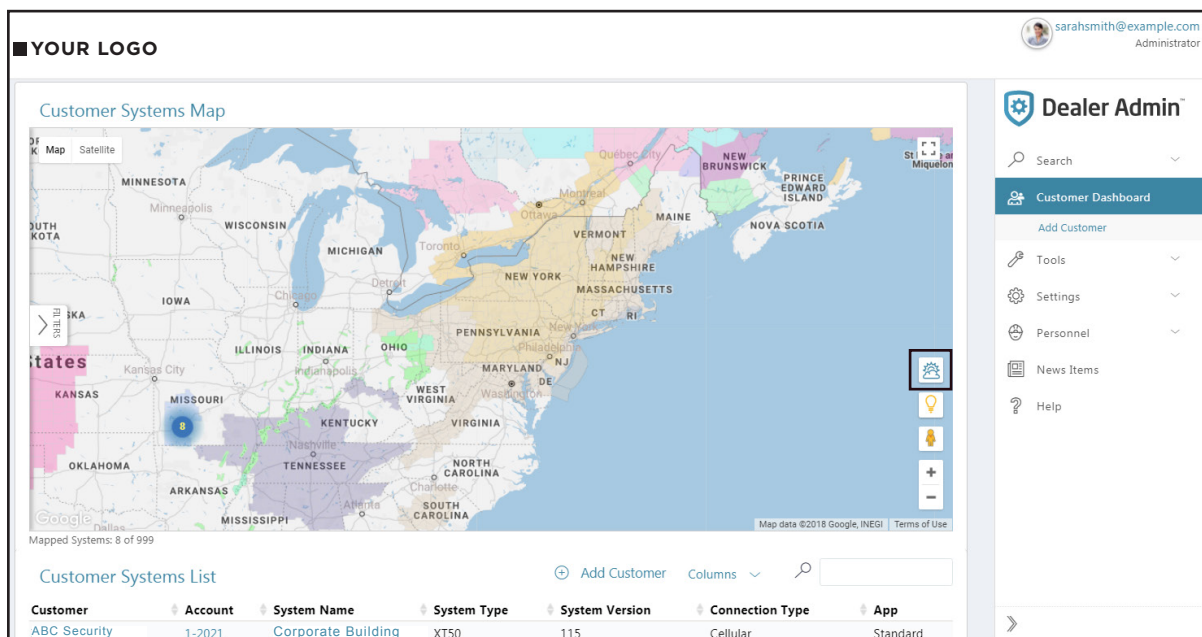 YOUR LOGO
sarahsmith@example.com
Administrator
Customer Systems Map
Map Satellite
MINNESOTA
Minneapolis
WISCONSIN
MICHIGAN
Toronto
Ottawa
Montreal
Québec City
NEW
BRUNSWICK
PRINCE
EDWARD
ISLAND
NOVA SCOTIA
Miquelon
MAINE
VERMONT
NEW
HAMPSHIRE
MASSACHUSETTS
CT RI
NEW YORK
Detroit
IOWA
Chicago
FILTERS
PENNSYLVANIA
New York
Philadelphia
NJ
ILLINOIS INDIANA OHIO
Indianapolis
MARYLAND
DE
Washington
WEST
VIRGINIA
States
Kansas City
KANSAS
MISSOURI
8
KENTUCKY
VIRGINIA
Nashville
TENNESSEE
OKLAHOMA
ARKANSAS
NORTH
CAROLINA
Charlotte
Atlanta
SOUTH
CAROLINA
MISSISSIPPI
Google
Dallas
Map data ©2018 Google, INEGI Terms of Use
Mapped Systems: 8 of 999
Dealer Admin™
Search
Customer Dashboard
Add Customer
Tools
Settings
Personnel
News Items
Help
Customer Systems List
Add Customer Columns
Customer Account System Name System Type System Version Connection Type App
ABC Security 1-2021 Corporate Building XT50 115 Cellular Standard